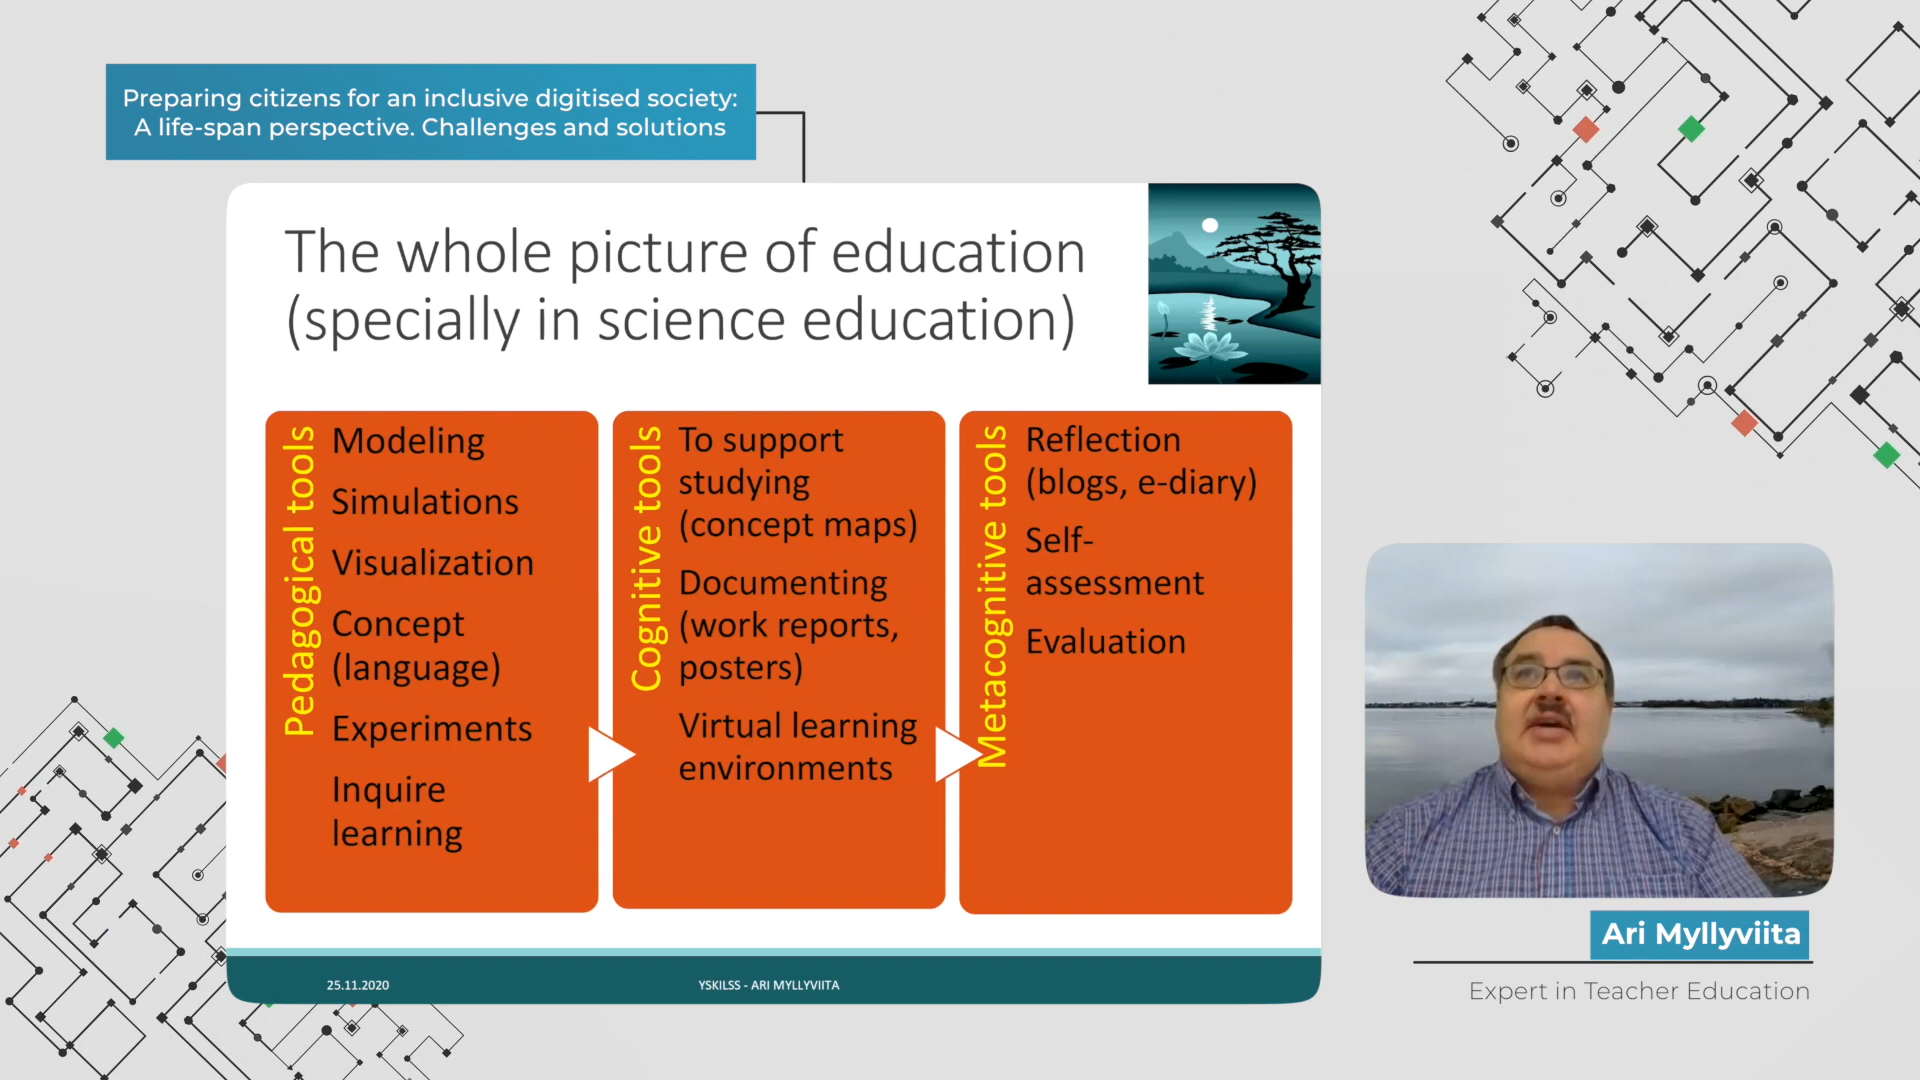 Preparing citizens for an inclusive digitised society:
A life-span perspective. Challenges and solutions
The whole picture of education
(specially in science education)
Pedagogical tools
Modeling
Simulations
Visualization
Concept
(language)
Experiments
Inquire
learning
Cognitive tools
To support
studying
(concept maps)
Documenting
(work reports,
posters)
Virtual learning
environments
Metacognitive tools
Reflection
(blogs, e-diary)
Self-
assessment
Evaluation
25.11.2020
YSKILSS - ARI MYLLYVIITA
Ari Myllyviita
Expert in Teacher Education